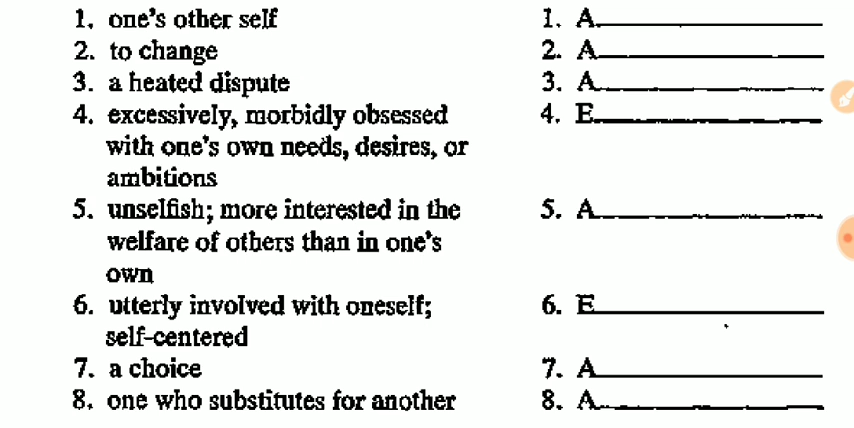 1. one's other self 1. A
2. to change 2. A
3. a heated dispute 3. A
4. excessively, morbidly obsessed 4. E
with one's own needs, desires, or
ambitions
5. unselfish; more interested in the 5. A
welfare of others than in one's
own
6. utterly involved with oneself; 6. E
self-centered
7. a choice 7. A
8. one who substitutes for another 8. A